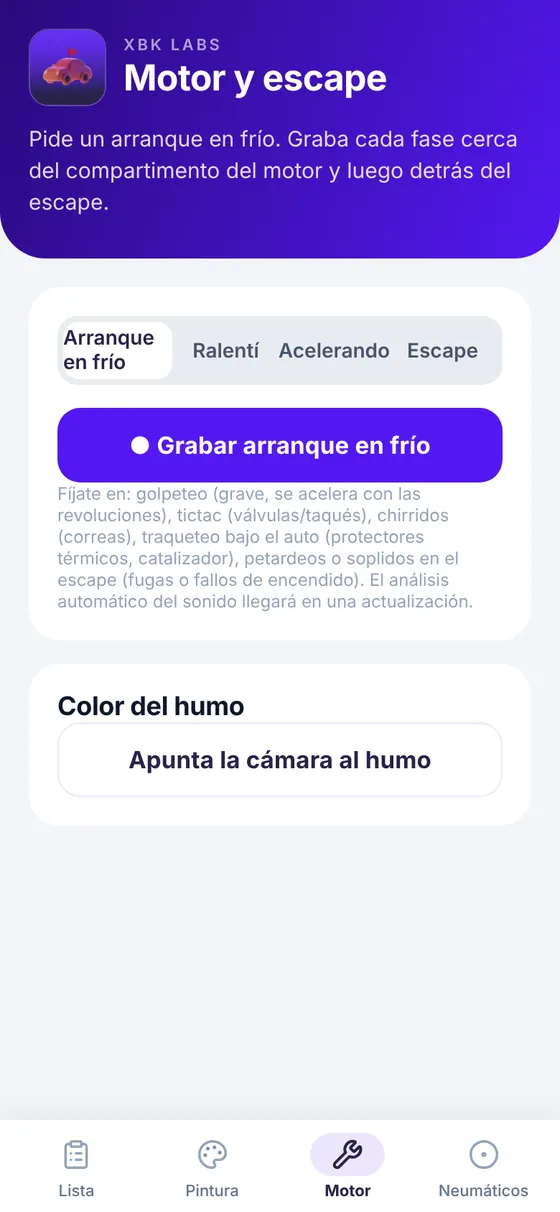 XBK LABS
Motor y escape
Pide un arranque en frío. Graba cada fase cerca
del compartimento del motor y luego detrás del
escape.
Arranque
en frío
Ralentí
Acelerando
Escape
Grabar arranque en frío
Fíjate en: golpeteo (grave, se acelera con las
revoluciones), tictac (válvulas/taqués), chirridos
(correas), traqueteo bajo el auto (protectores
térmicos, catalizador), petardeos o soplidos en el
escape (fugas o fallos de encendido). El análisis
automático del sonido llegará en una actualización.
Color del humo
Apunta la cámara al humo
Lista
Pintura
Motor
Neumáticos